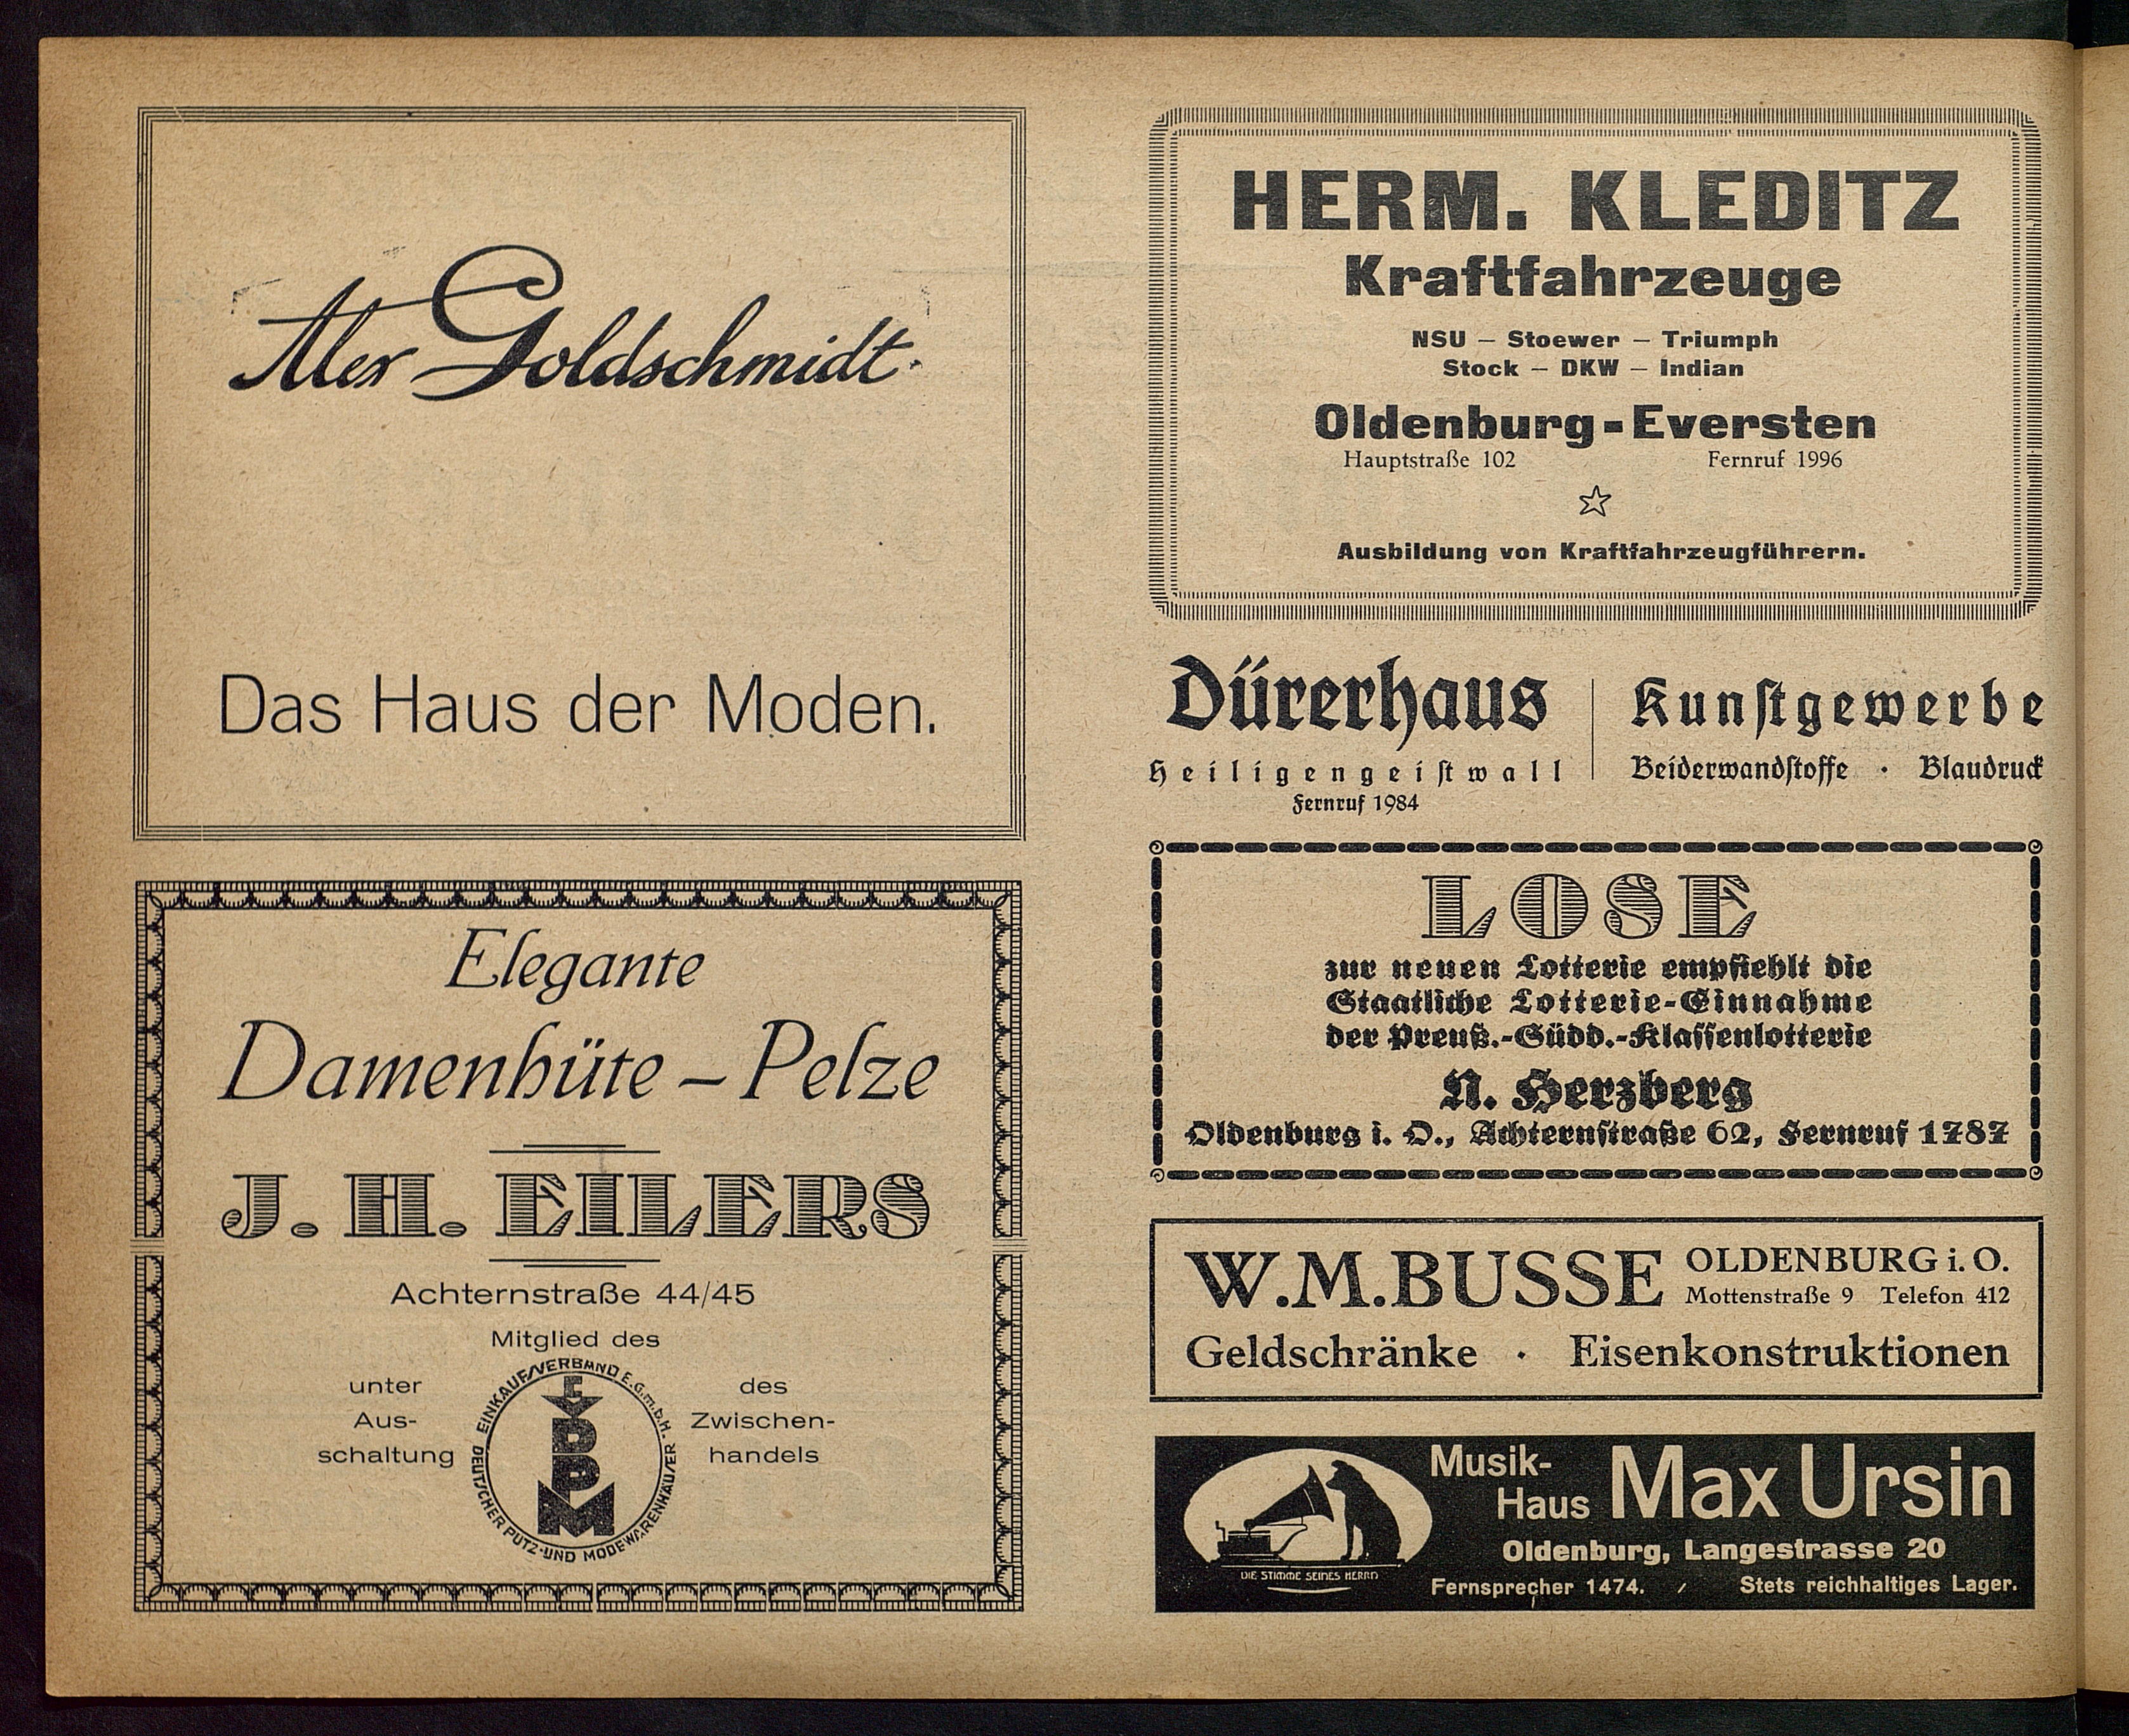 Alex Goldschmidt.
Das Haus der Moden.
Elegante
Damenhüte – Pelze
J. H. EILERS
Achternstraße 44/45
Mitglied des
unter
Aus-
schaltung
EINKAUFSVERBAND E.G.m.b.H.
DEUTSCHER PUTZ-UND MODEWARENHÄUSER
E
D
P
M
des
Zwischen-
handels
HERM. KLEDITZ
Kraftfahrzeuge
NSU – Stoewer – Triumph
Stock – DKW – Indian
Oldenburg-Eversten
Hauptstraße 102 Fernruf 1996
Ausbildung von Kraftfahrzeugführern.
Dürerhaus
Heiligengeiſtwall
Fernruf 1984
Kunſtgewerbe
Beiderwandſtoffe · Blaudruck
LOSE
zur neuen Lotterie empfiehlt die
Staatliche Lotterie-Einnahme
der Preuß.-Südd.-Klaſſenlotterie
N. Herzberg
Oldenburg i. O., Achternſtraße 62, Fernruf 1787
W.M.BUSSE OLDENBURG i. O.
Mottenstraße 9 Telefon 412
Geldschränke · Eisenkonstruktionen
Musik-
Haus Max Ursin
Oldenburg, Langestrasse 20
DIE STIMME SEINES HERRN
Fernsprecher 1474. / Stets reichhaltiges Lager.